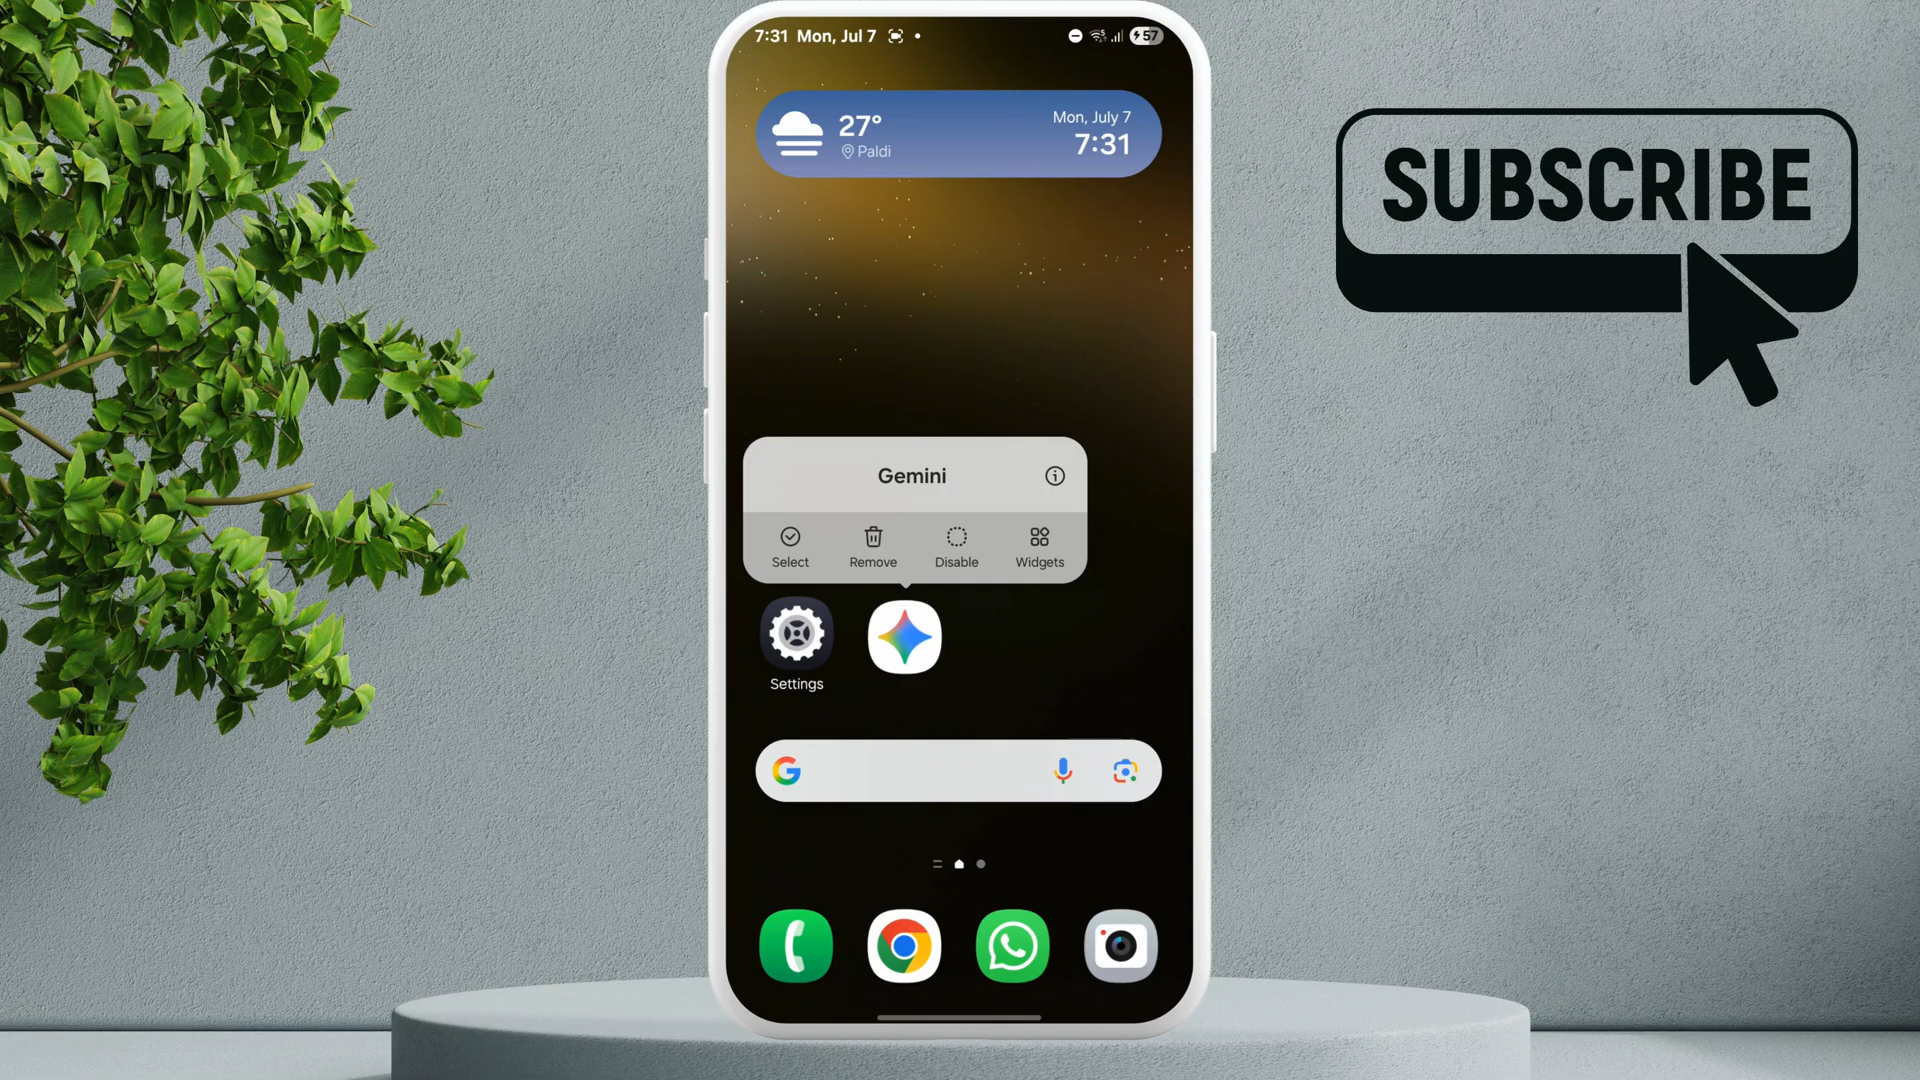 7:31 Mon, Jul 7
57
27°
Paldi
Mon, July 7
7:31
SUBSCRIBE
Gemini
Select
Remove
Disable
Widgets
Settings